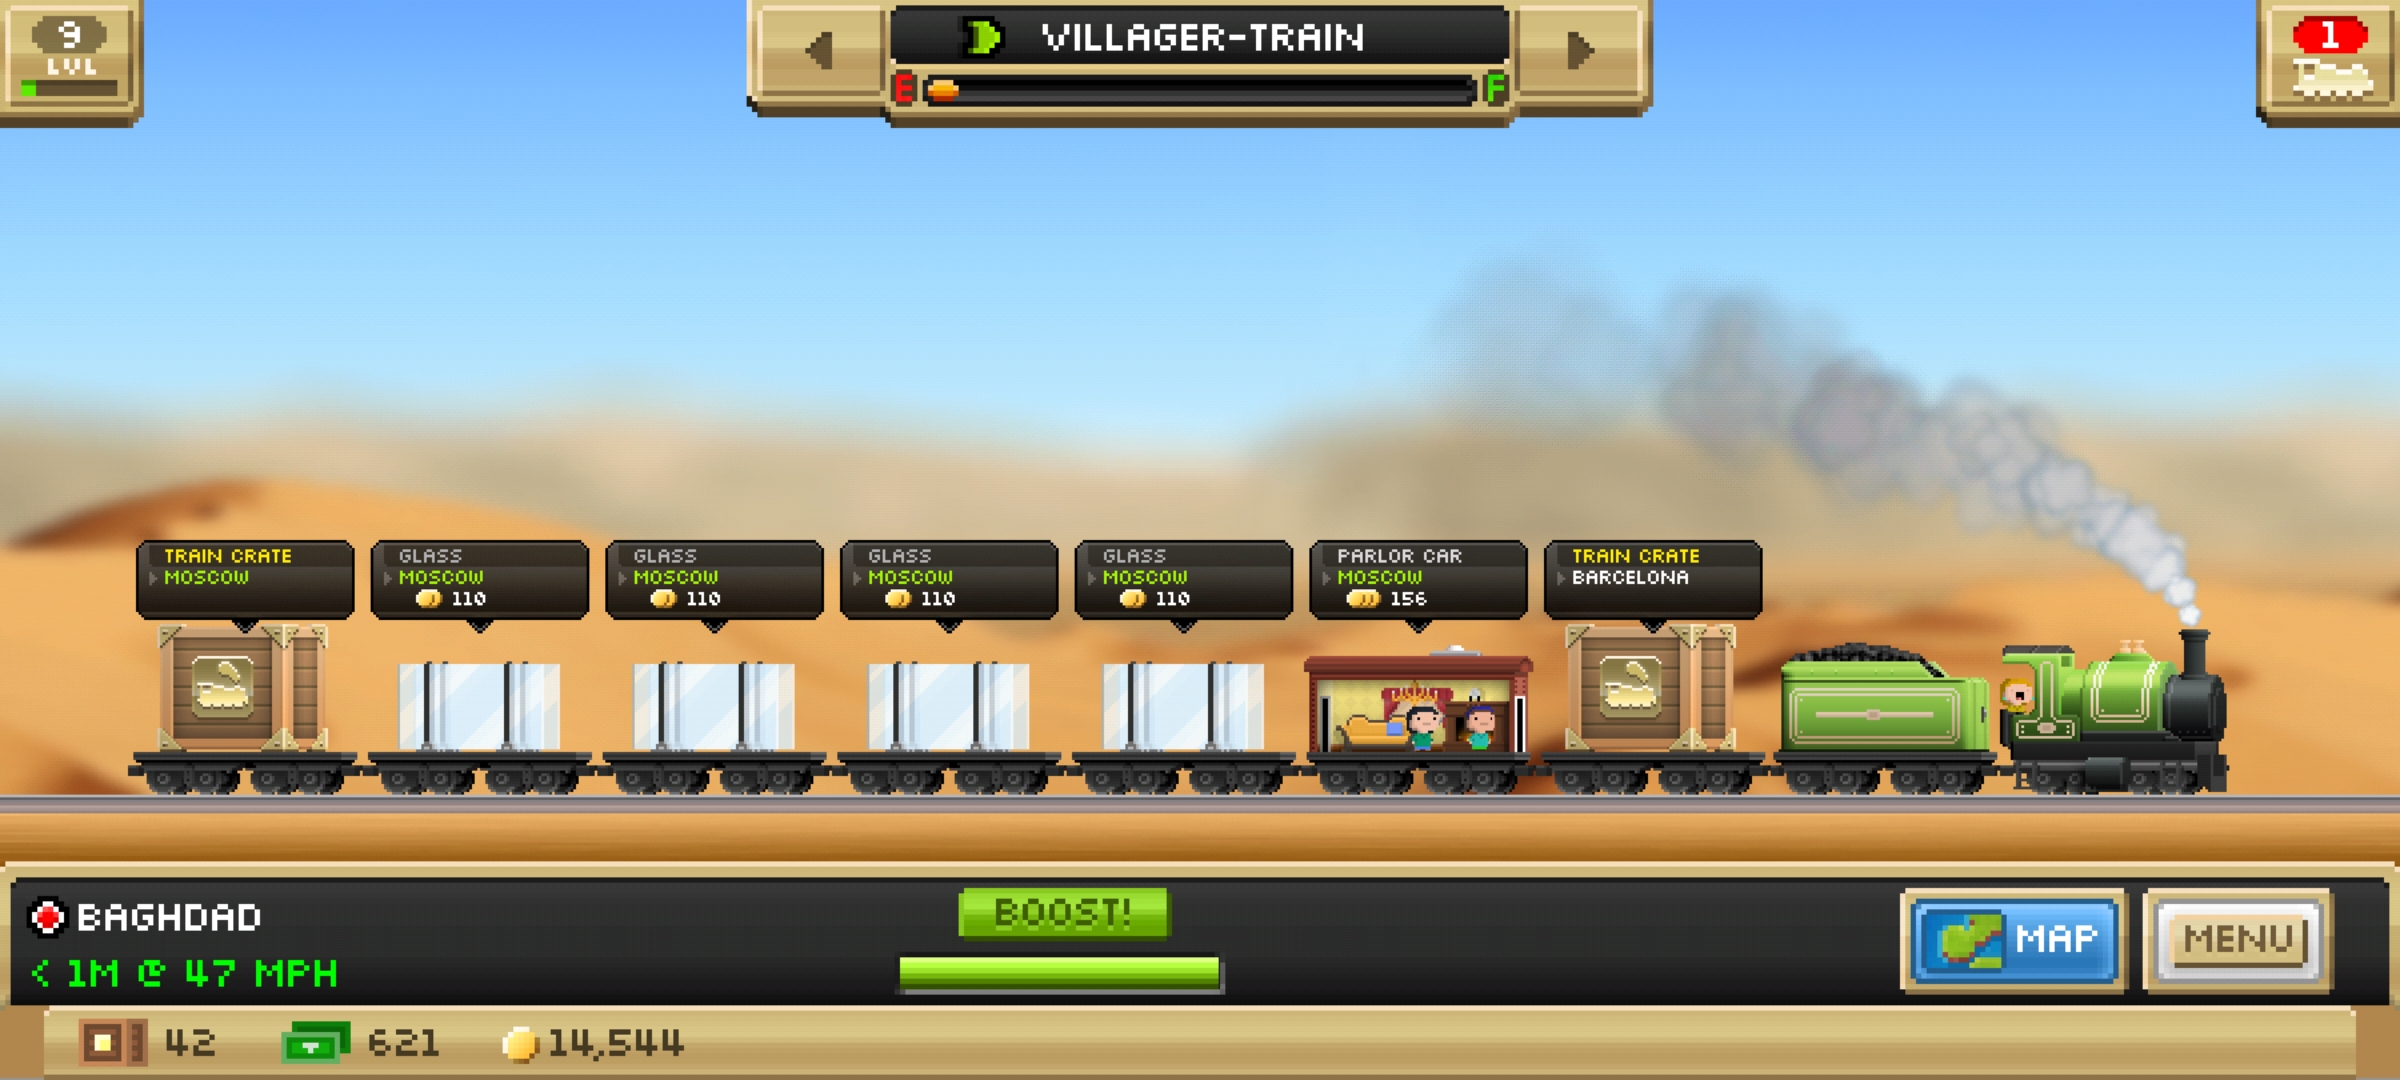 9
LVL
VILLAGER-TRAIN
E F
1
TRAIN CRATE
MOSCOW
GLASS
MOSCOW
110
GLASS
MOSCOW
110
GLASS
MOSCOW
110
GLASS
MOSCOW
110
PARLOR CAR
MOSCOW
156
TRAIN CRATE
BARCELONA
BAGHDAD
< 1M @ 47 MPH
BOOST!
MAP
MENU
42
621
14,544